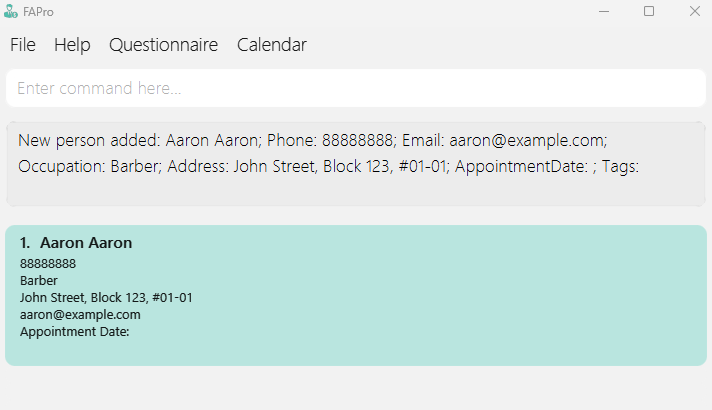 FAPro
File Help Questionnaire Calendar
Enter command here...
New person added: Aaron Aaron; Phone: 88888888; Email: aaron@example.com;
Occupation: Barber; Address: John Street, Block 123, #01-01; AppointmentDate: ; Tags:
1. Aaron Aaron
88888888
Barber
John Street, Block 123, #01-01
aaron@example.com
Appointment Date: